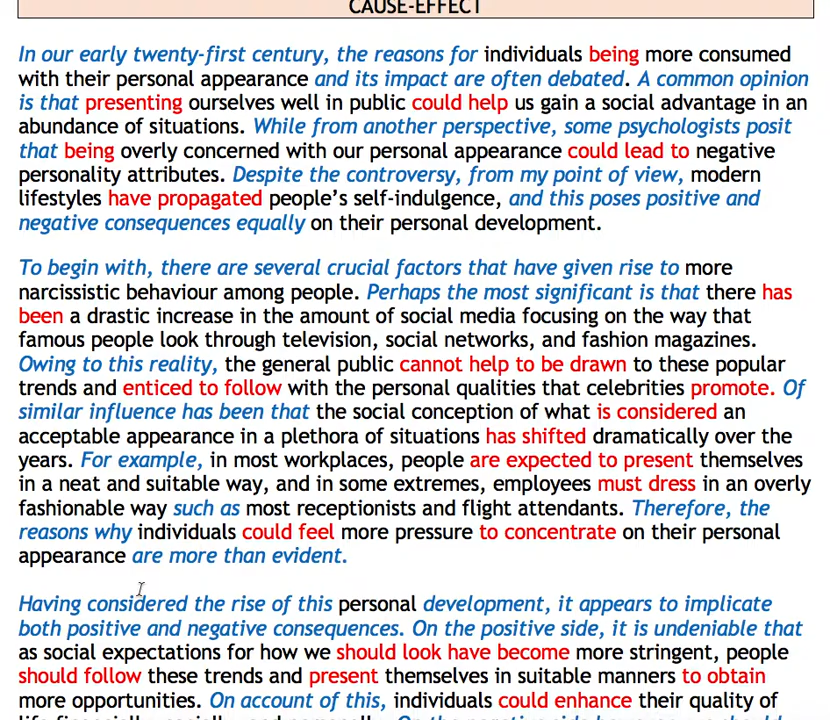 CAUSE-EFFECT
In our early twenty-first century, the reasons for individuals being more consumed
with their personal appearance and its impact are often debated. A common opinion
is that presenting ourselves well in public could help us gain a social advantage in an
abundance of situations. While from another perspective, some psychologists posit
that being overly concerned with our personal appearance could lead to negative
personality attributes. Despite the controversy, from my point of view, modern
lifestyles have propagated people's self-indulgence, and this poses positive and
negative consequences equally on their personal development.
To begin with, there are several crucial factors that have given rise to more
narcissistic behaviour among people. Perhaps the most significant is that there has
been a drastic increase in the amount of social media focusing on the way that
famous people look through television, social networks, and fashion magazines.
Owing to this reality, the general public cannot help to be drawn to these popular
trends and enticed to follow with the personal qualities that celebrities promote. Of
similar influence has been that the social conception of what is considered an
acceptable appearance in a plethora of situations has shifted dramatically over the
years. For example, in most workplaces, people are expected to present themselves
in a neat and suitable way, and in some extremes, employees must dress in an overly
fashionable way such as most receptionists and flight attendants. Therefore, the
reasons why individuals could feel more pressure to concentrate on their personal
appearance are more than evident.
Having considered the rise of this personal development, it appears to implicate
both positive and negative consequences. On the positive side, it is undeniable that
as social expectations for how we should look have become more stringent, people
should follow these trends and present themselves in suitable manners to obtain
more opportunities. On account of this, individuals could enhance their quality of